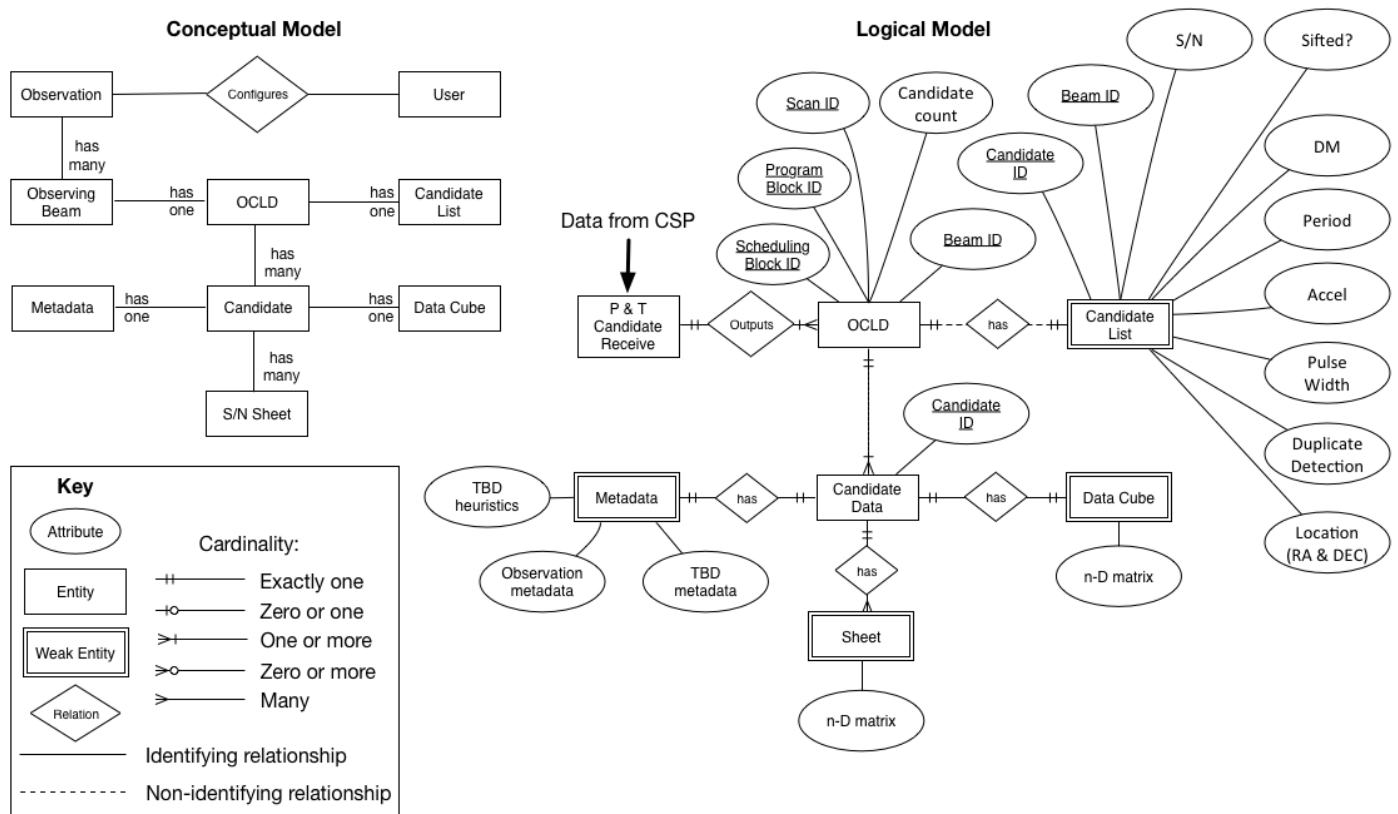 Conceptual Model
Observation
Configures
User
has
many
Observing
Beam
has
one
OCLD
has
one
Candidate
List
has
many
Metadata
has
one
Candidate
has
one
Data Cube
has
many
S/N Sheet
Key
Attribute
Entity
Weak Entity
Relation
Cardinality:
Exactly one
Zero or one
One or more
Zero or more
Many
Identifying relationship
Non-identifying relationship
Logical Model
Data from CSP
P & T
Candidate
Receive
Outputs
Scheduling
Block ID
Program
Block ID
Scan ID
Candidate
count
Beam ID
OCLD
has
Candidate
List
Candidate
ID
Beam ID
S/N
Sifted?
DM
Period
Accel
Pulse
Width
Duplicate
Detection
Location
(RA & DEC)
Candidate
ID
TBD
heuristics
Metadata
has
Candidate
Data
has
Data Cube
Observation
metadata
TBD
metadata
has
n-D matrix
Sheet
n-D matrix